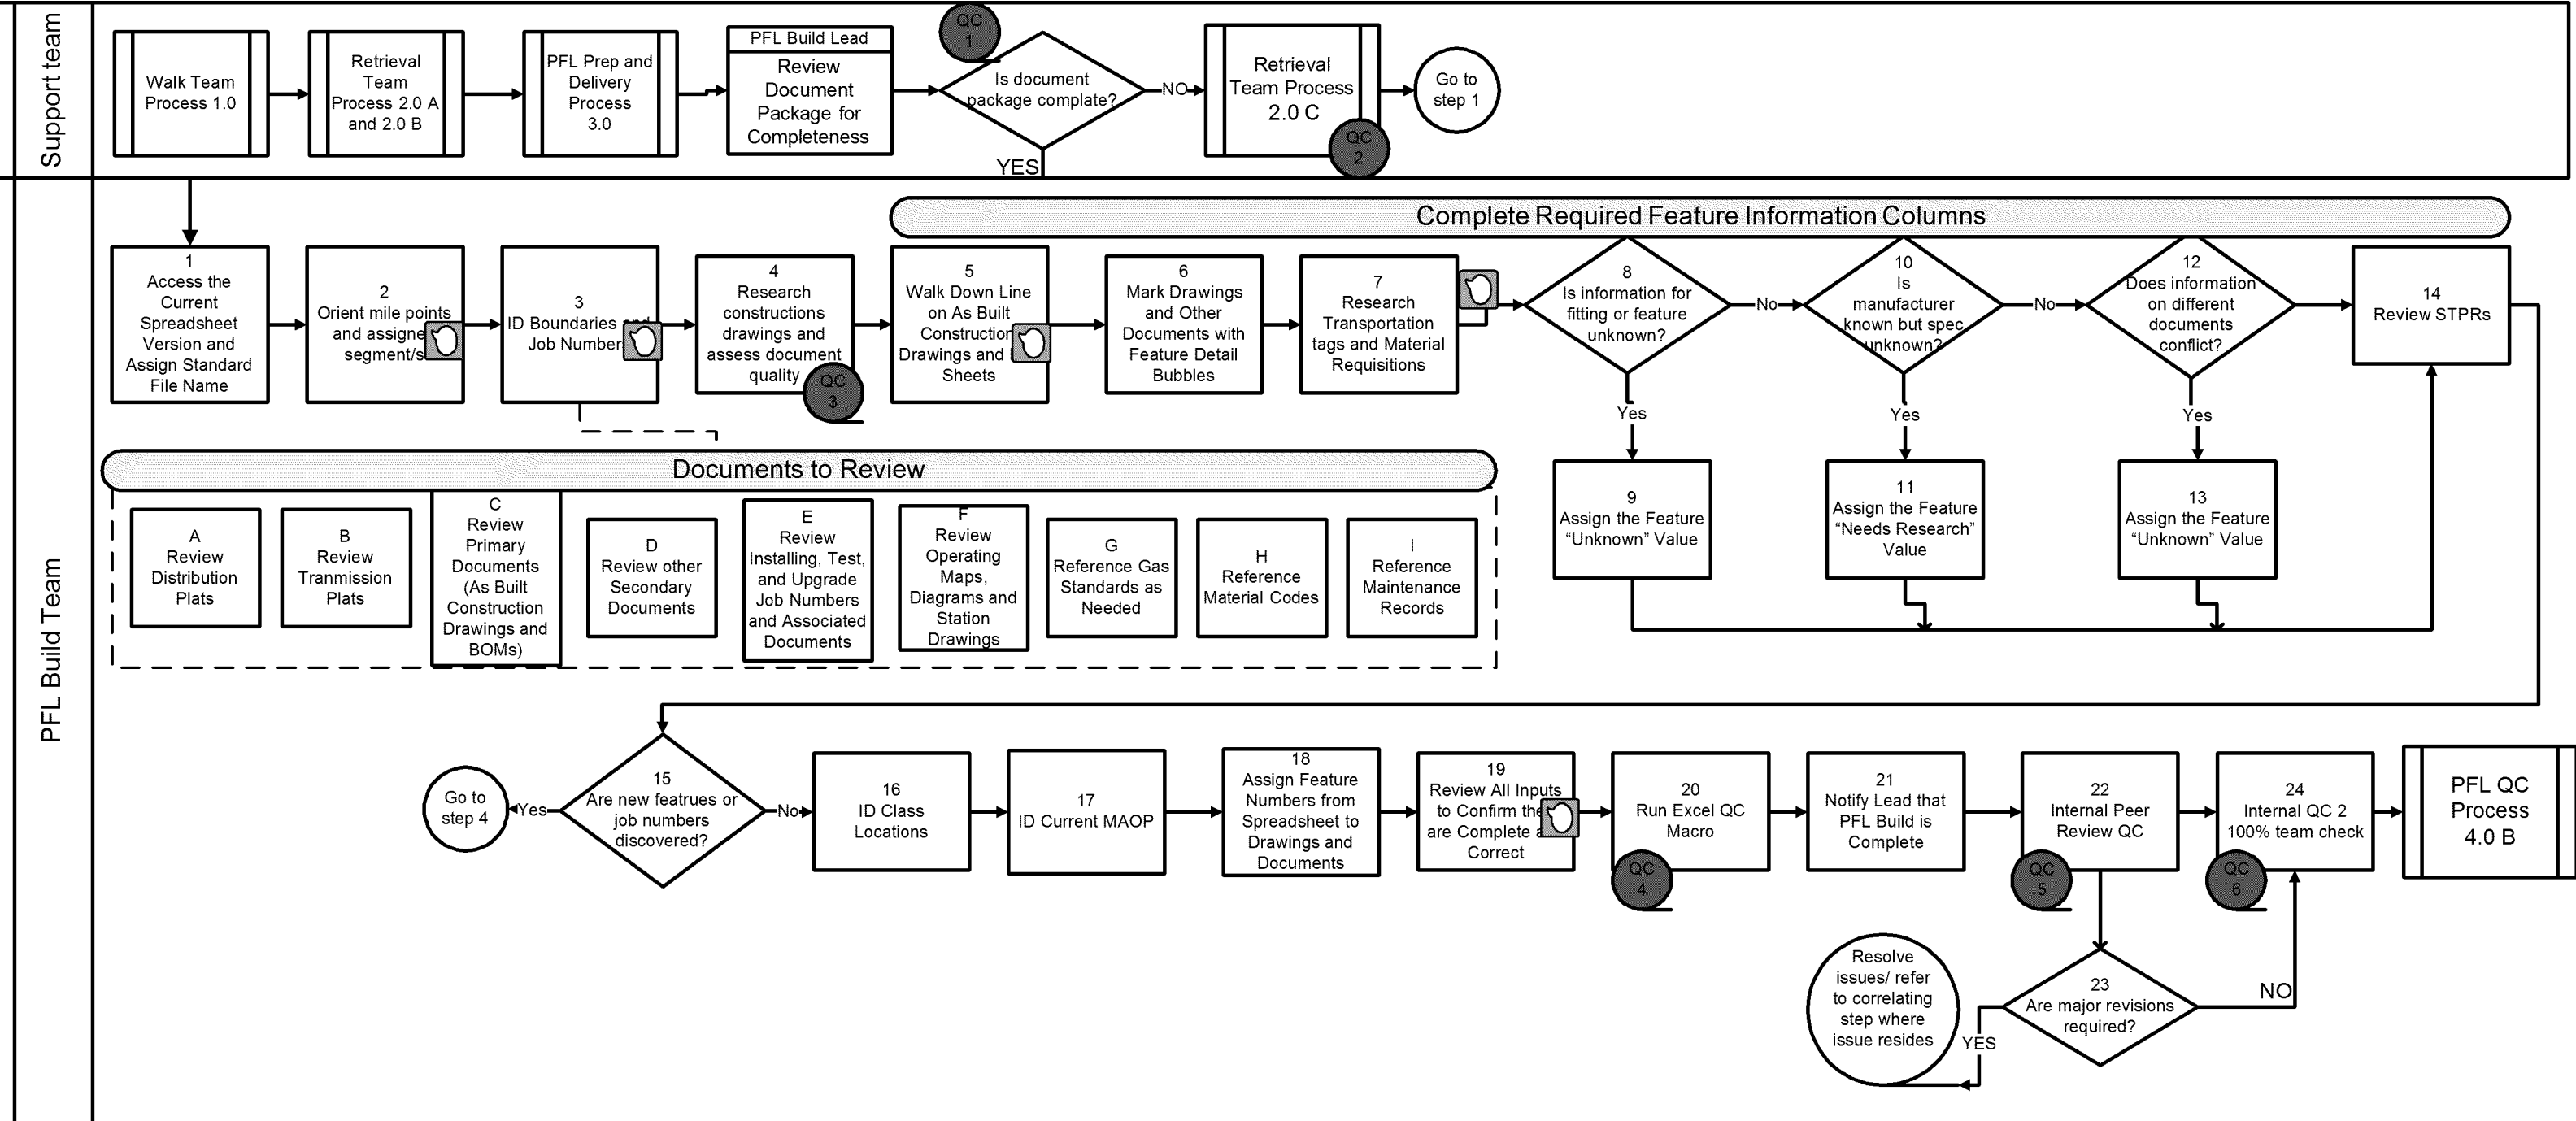 Support team
Walk Team
Process 1.0
Retrieval
Team
Process 2.0 A
and 2.0 B
PFL Prep and
Delivery
Process
3.0
PFL Build Lead
Review
Document
Package for
Completeness
QC
1
Is document
package complate?
NO
YES
Retrieval
Team Process
2.0 C
QC
2
Go to
step 1
PFL Build Team
Complete Required Feature Information Columns
1
Access the
Current
Spreadsheet
Version and
Assign Standard
File Name
2
Orient mile points
and assigne
segment/s
3
ID Boundaries and
Job Number
4
Research
constructions
drawings and
assess document
quality
QC
3
5
Walk Down Line
on As Built
Construction
Drawings and
Sheets
6
Mark Drawings
and Other
Documents with
Feature Detail
Bubbles
7
Research
Transportation
tags and Material
Requisitions
8
Is information for
fitting or feature
unknown?
No
Yes
10
Is
manufacturer
known but spec
unknown?
No
Yes
12
Does information
on different
documents
conflict?
Yes
14
Review STPRs
9
Assign the Feature
“Unknown” Value
11
Assign the Feature
“Needs Research”
Value
13
Assign the Feature
“Unknown” Value
Documents to Review
A
Review
Distribution
Plats
B
Review
Tranmission
Plats
C
Review
Primary
Documents
(As Built
Construction
Drawings and
BOMs)
D
Review other
Secondary
Documents
E
Review
Installing, Test,
and Upgrade
Job Numbers
and Associated
Documents
F
Review
Operating
Maps,
Diagrams and
Station
Drawings
G
Reference Gas
Standards as
Needed
H
Reference
Material Codes
I
Reference
Maintenance
Records
Go to
step 4
Yes
15
Are new featrues or
job numbers
discovered?
No
16
ID Class
Locations
17
ID Current MAOP
18
Assign Feature
Numbers from
Spreadsheet to
Drawings and
Documents
19
Review All Inputs
to Confirm the
are Complete a
Correct
20
Run Excel QC
Macro
QC
4
21
Notify Lead that
PFL Build is
Complete
22
Internal Peer
Review QC
QC
5
24
Internal QC 2
100% team check
QC
6
PFL QC
Process
4.0 B
23
Are major revisions
required?
NO
YES
Resolve
issues/ refer
to correlating
step where
issue resides